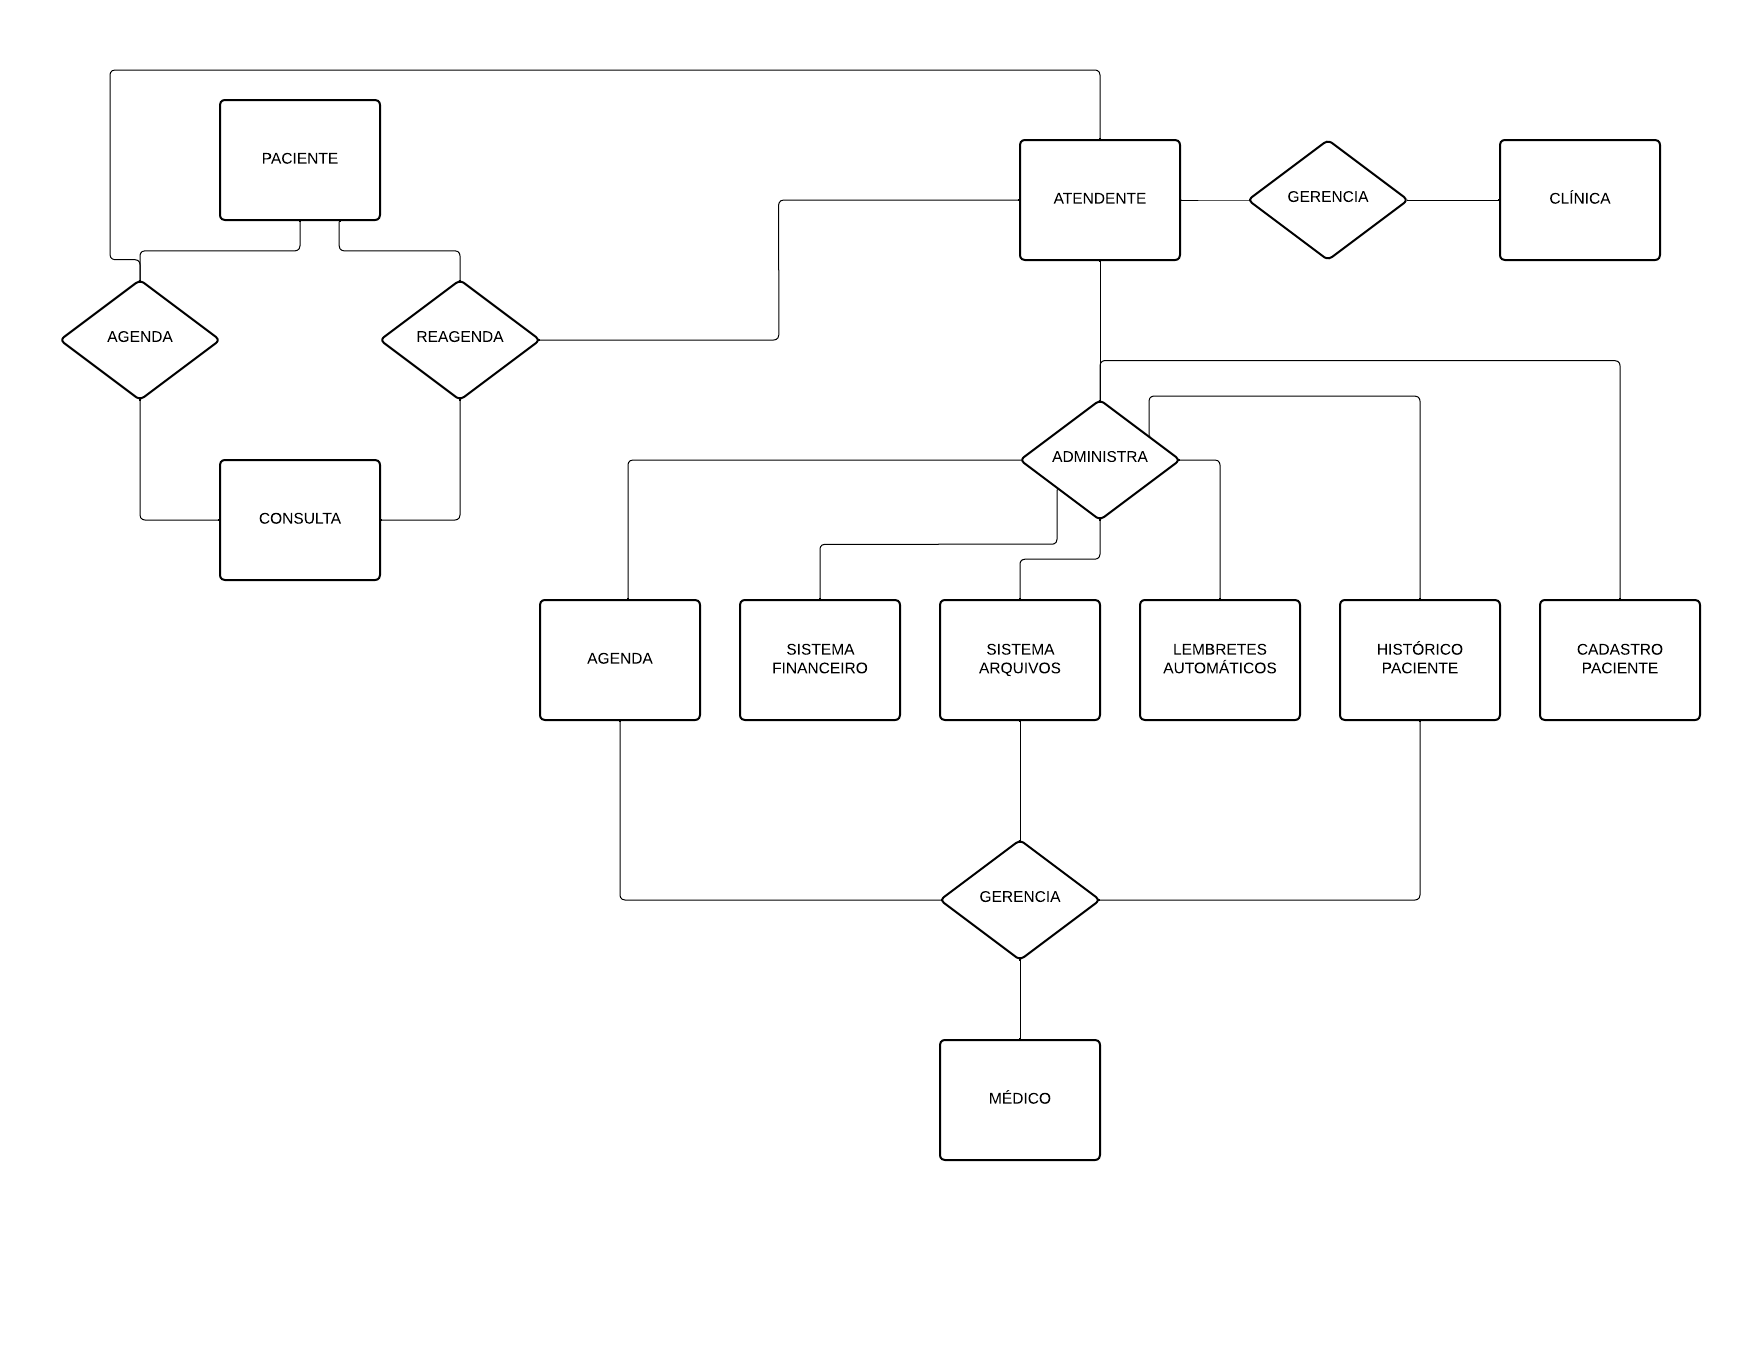 PACIENTE
ATENDENTE
GERENCIA
CLÍNICA
AGENDA
REAGENDA
ADMINISTRA
CONSULTA
AGENDA
SISTEMA
FINANCEIRO
SISTEMA
ARQUIVOS
LEMBRETES
AUTOMÁTICOS
HISTÓRICO
PACIENTE
CADASTRO
PACIENTE
GERENCIA
MÉDICO